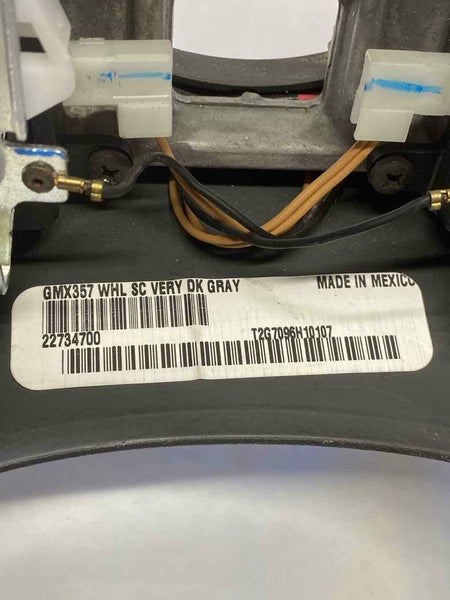 GMX357 WHL SC VERY DK GRAY MADE IN MEXICO
22734700 T2G7096H10107